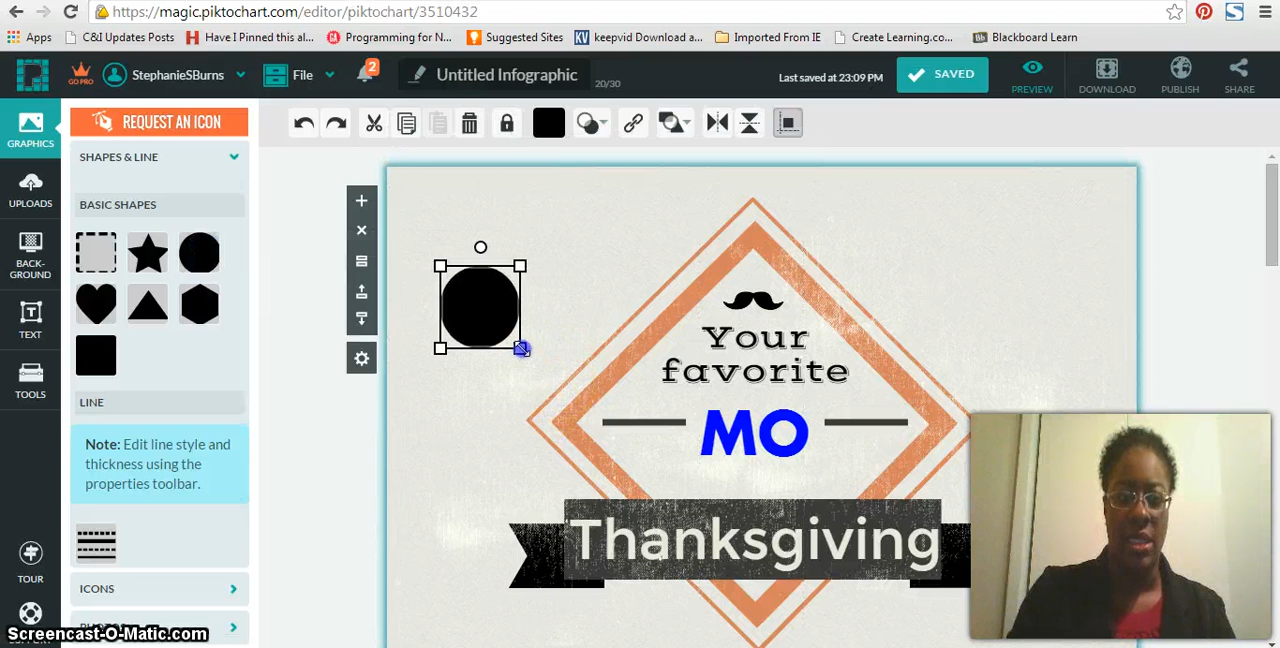 https://magic.piktochart.com/editor/piktochart/3510432
Apps C&I Updates Posts Have I Pinned this al... Programming for N... Suggested Sites keepvid Download a... Imported From IE Create Learning.co... Blackboard Learn
GO PRO StephanieSBurns File 2 Untitled Infographic 20/30 Last saved at 23:09 PM SAVED PREVIEW DOWNLOAD PUBLISH SHARE
GRAPHICS
UPLOADS
BACK-
GROUND
TEXT
TOOLS
TOUR
REQUEST AN ICON
SHAPES & LINE
BASIC SHAPES
LINE
Note: Edit line style and
thickness using the
properties toolbar.
ICONS
Your
favorite
MO
Thanksgiving
Screencast-O-Matic.com